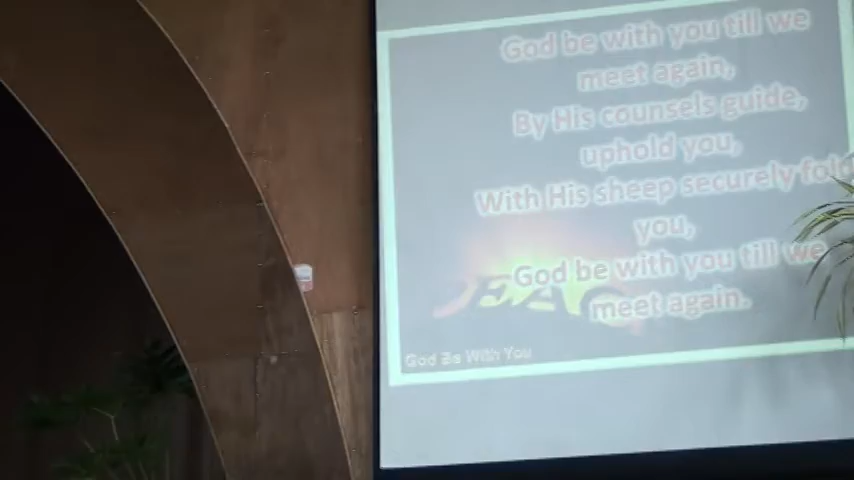 God be with you till we
meet again,
By His counsels guide,
uphold you,
With His sheep securely fold
you,
God be with you till we
meet again.
God Be With You